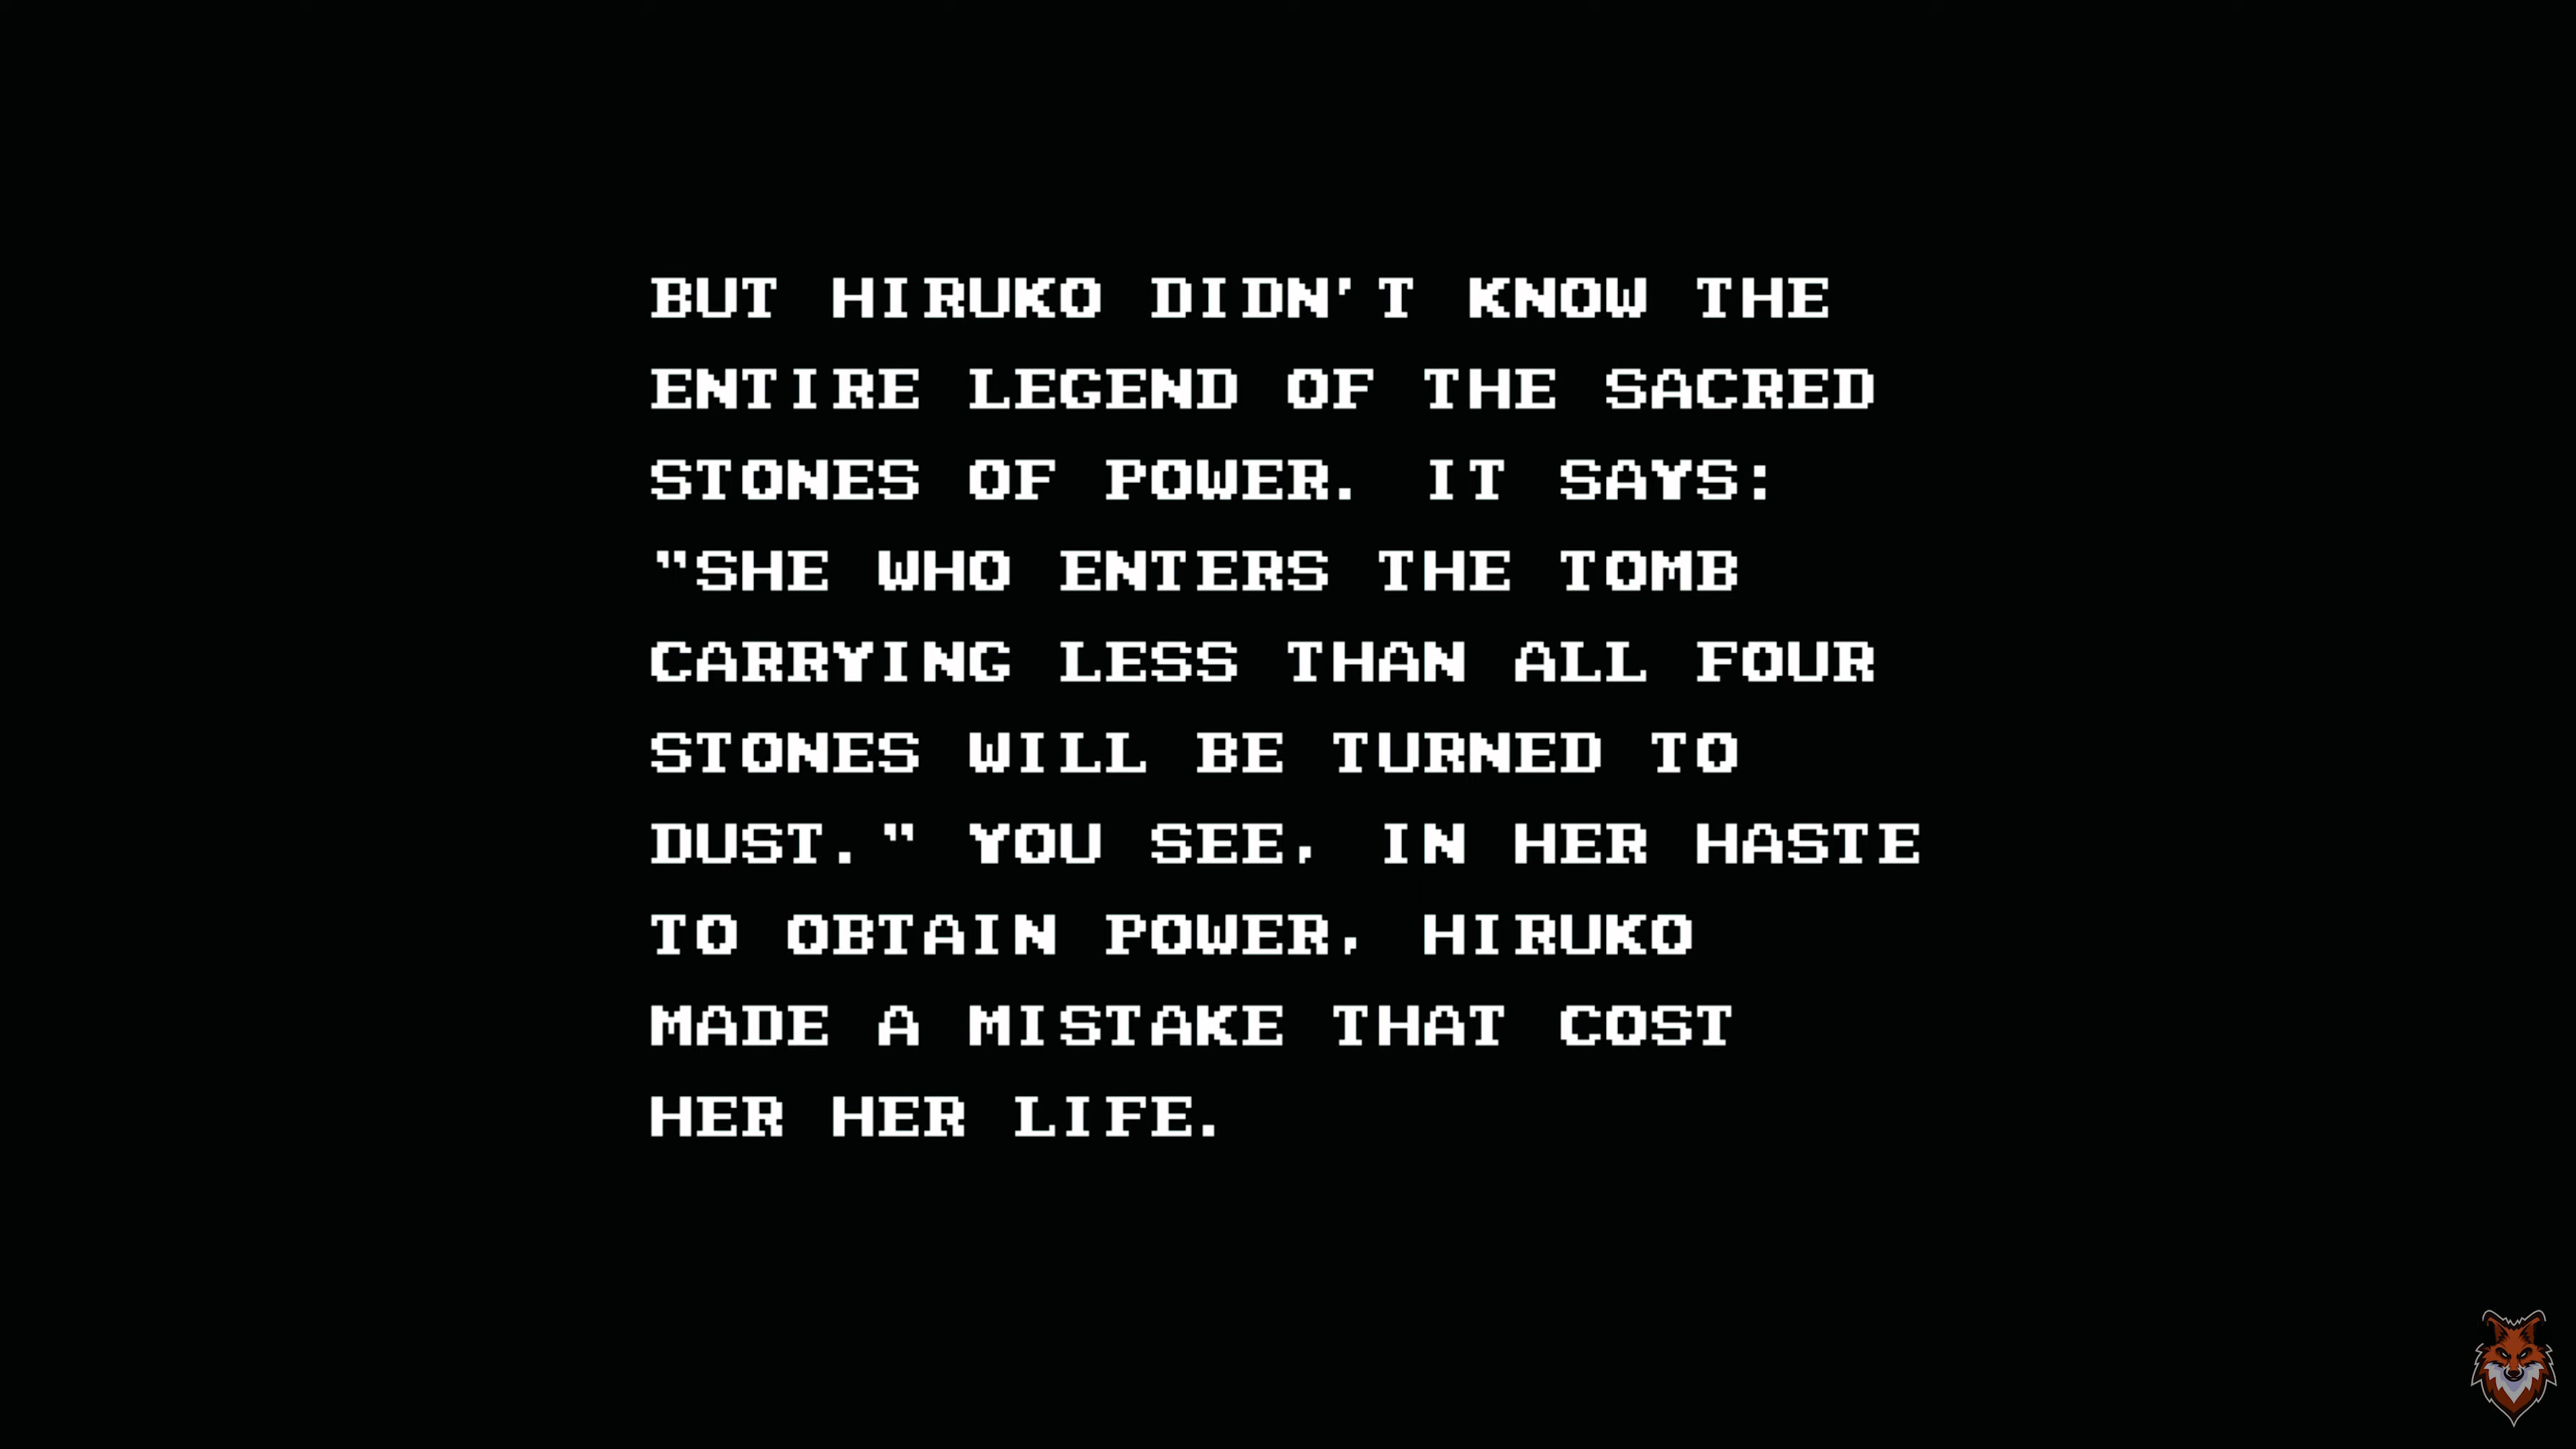 BUT HIRUKO DIDN'T KNOW THE
ENTIRE LEGEND OF THE SACRED
STONES OF POWER. IT SAYS:
"SHE WHO ENTERS THE TOMB
CARRYING LESS THAN ALL FOUR
STONES WILL BE TURNED TO
DUST." YOU SEE, IN HER HASTE
TO OBTAIN POWER, HIRUKO
MADE A MISTAKE THAT COST
HER HER LIFE.